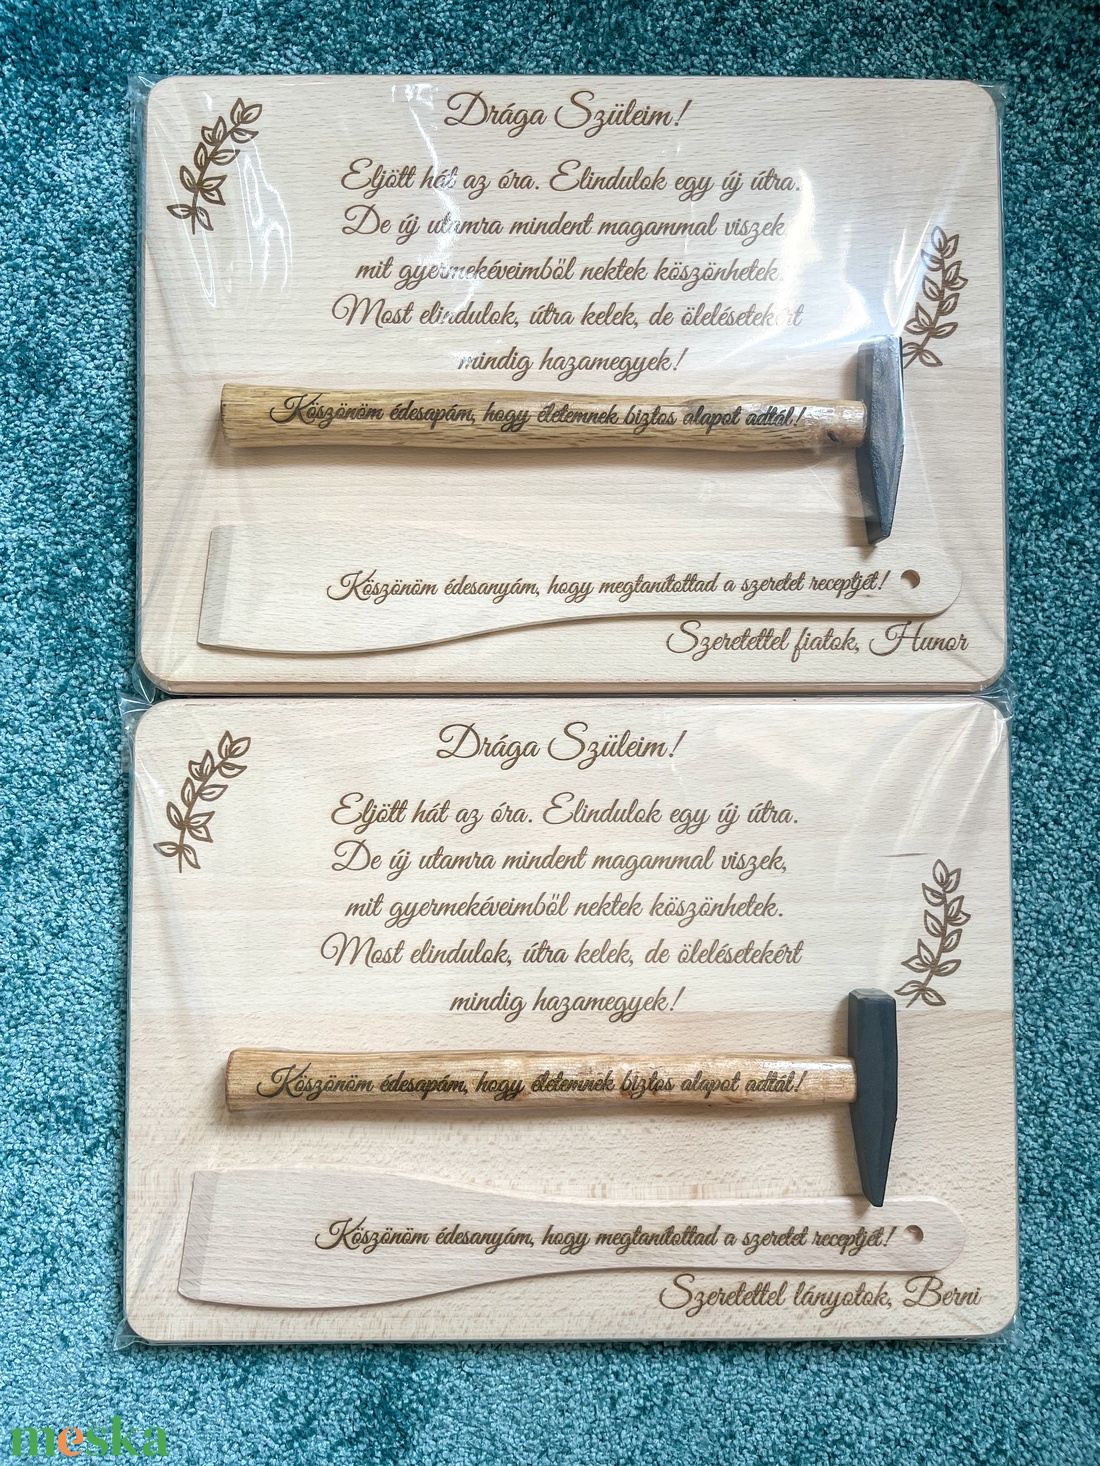 Drága Szüleim!
Eljött hát az óra. Elindulok egy új útra.
De új utamra mindent magammal viszek,
mit gyermekéveimből nektek köszönhetek.
Most elindulok, útra kelek, de ölelésetekért
mindig hazamegyek!
Köszönöm édesapám, hogy életemnek biztos alapot adtál!
Köszönöm édesanyám, hogy megtanítottad a szeretet receptjét!
Szeretettel fiatok, Hunor
Drága Szüleim!
Eljött hát az óra. Elindulok egy új útra.
De új utamra mindent magammal viszek,
mit gyermekéveimből nektek köszönhetek.
Most elindulok, útra kelek, de ölelésetekért
mindig hazamegyek!
Köszönöm édesapám, hogy életemnek biztos alapot adtál!
Köszönöm édesanyám, hogy megtanítottad a szeretet receptjét!
Szeretettel lányotok, Berni
meska